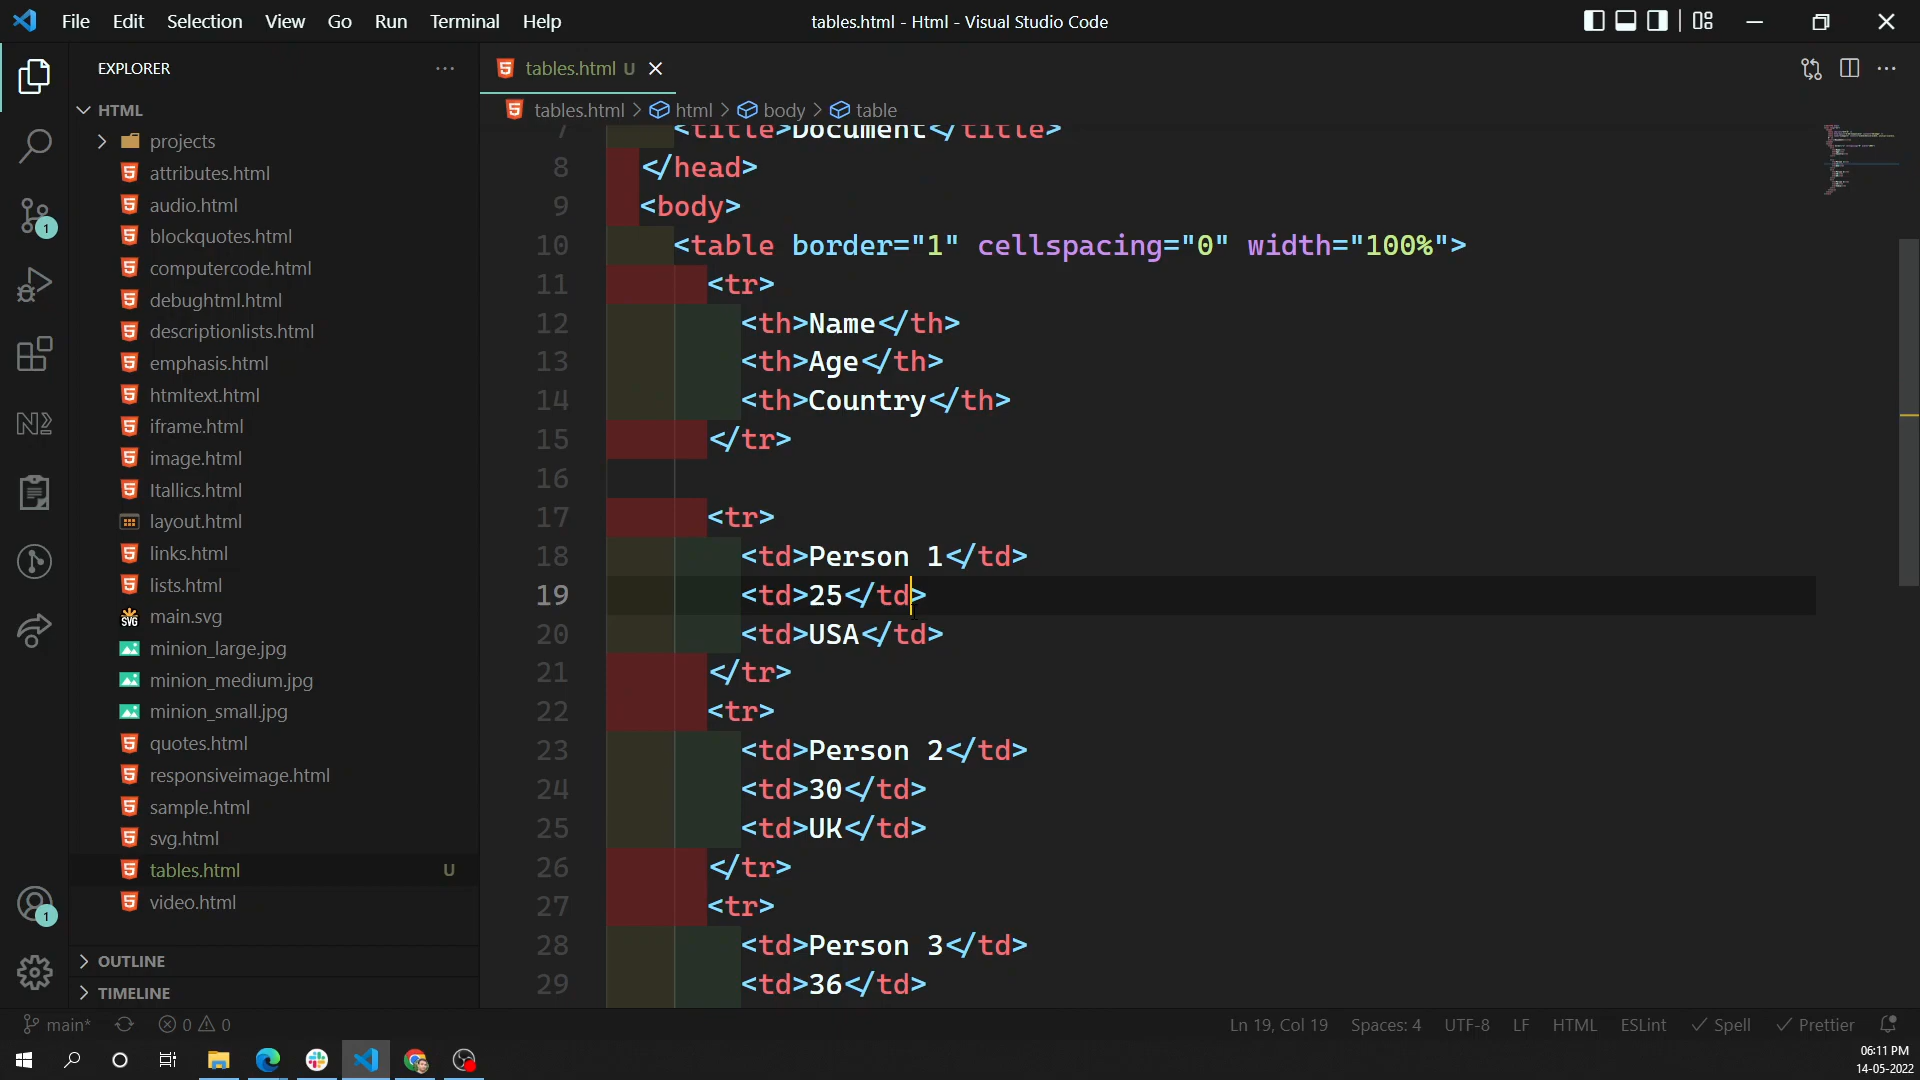 File Edit Selection View Go Run Terminal Help
tables.html - Html - Visual Studio Code
EXPLORER
HTML
projects
attributes.html
audio.html
blockquotes.html
computercode.html
debughtml.html
descriptionlists.html
emphasis.html
htmltext.html
iframe.html
image.html
Itallics.html
layout.html
links.html
lists.html
main.svg
minion_large.jpg
minion_medium.jpg
minion_small.jpg
quotes.html
responsiveimage.html
sample.html
svg.html
tables.html U
video.html
OUTLINE
TIMELINE
1
1
tables.html U
tables.html > html > body > table
7 <title>Document</title>
8 </head>
9 <body>
10 <table border="1" cellspacing="0" width="100%">
11 <tr>
12 <th>Name</th>
13 <th>Age</th>
14 <th>Country</th>
15 </tr>
16
17 <tr>
18 <td>Person 1</td>
19 <td>25</td>
20 <td>USA</td>
21 </tr>
22 <tr>
23 <td>Person 2</td>
24 <td>30</td>
25 <td>UK</td>
26 </tr>
27 <tr>
28 <td>Person 3</td>
29 <td>36</td>
main* 0 0 Ln 19, Col 19 Spaces: 4 UTF-8 LF HTML ESLint Spell Prettier
06:11 PM
14-05-2022